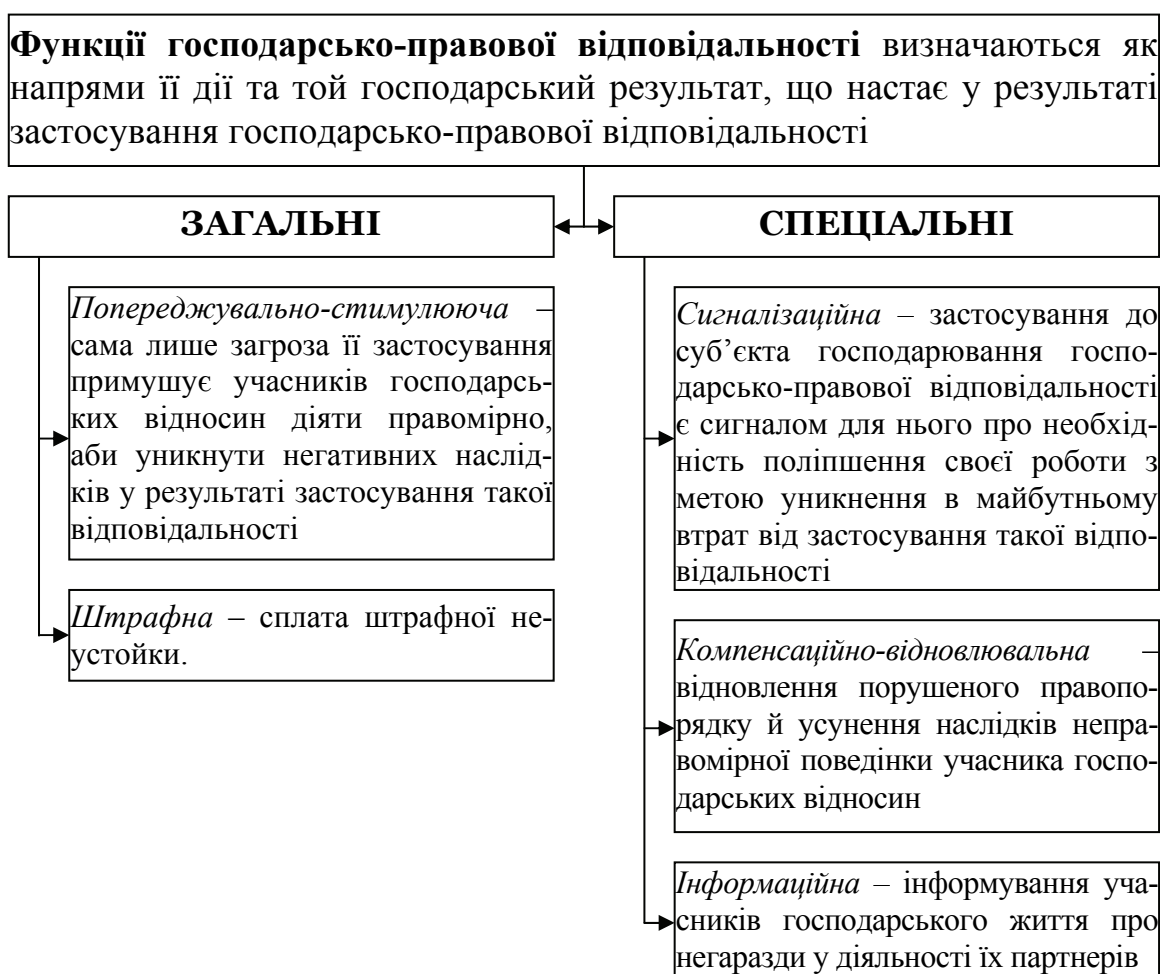 Функції господарсько-правової відповідальності визначаються як
напрями її дії та той господарський результат, що настає у результаті
застосування господарсько-правової відповідальності
ЗАГАЛЬНІ
Попереджувально-стимулююча –
сама лише загроза її застосування
примушує учасників господарсь-
ких відносин діяти правомірно,
аби уникнути негативних наслід-
ків у результаті застосування такої
відповідальності
Штрафна – сплата штрафної не-
устойки.
СПЕЦІАЛЬНІ
Сигналізаційна – застосування до
суб’єкта господарювання госпо-
дарсько-правової відповідальності
є сигналом для нього про необхід-
ність поліпшення своєї роботи з
метою уникнення в майбутньому
втрат від застосування такої відпо-
відальності
Компенсаційно-відновлювальна –
відновлення порушеного правопо-
рядку й усунення наслідків непра-
вомірної поведінки учасника госпо-
дарських відносин
Інформаційна – інформування уча-
сників господарського життя про
негаразди у діяльності їх партнерів